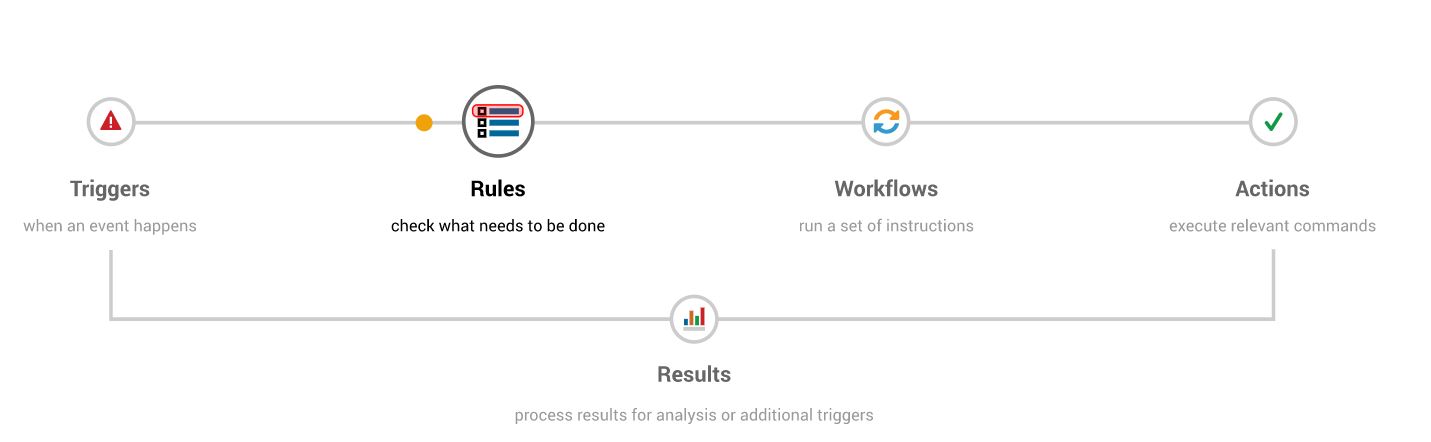 Triggers
Rules
Workflows
Actions
when an event happens
check what needs to be done
run a set of instructions
execute relevant commands
Results
process results for analysis or additional triggers